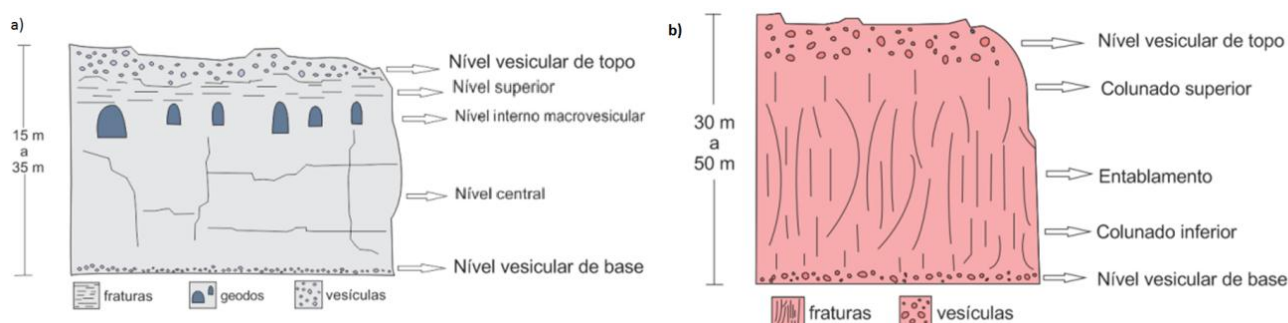 a)
15 m
a
35 m
Nível vesicular de topo
Nível superior
Nível interno macrovesicular
Nível central
Nível vesicular de base
fraturas
geodos
vesículas
b)
30 m
a
50 m
Nível vesicular de topo
Colunado superior
Entablamento
Colunado inferior
Nível vesicular de base
fraturas
vesículas